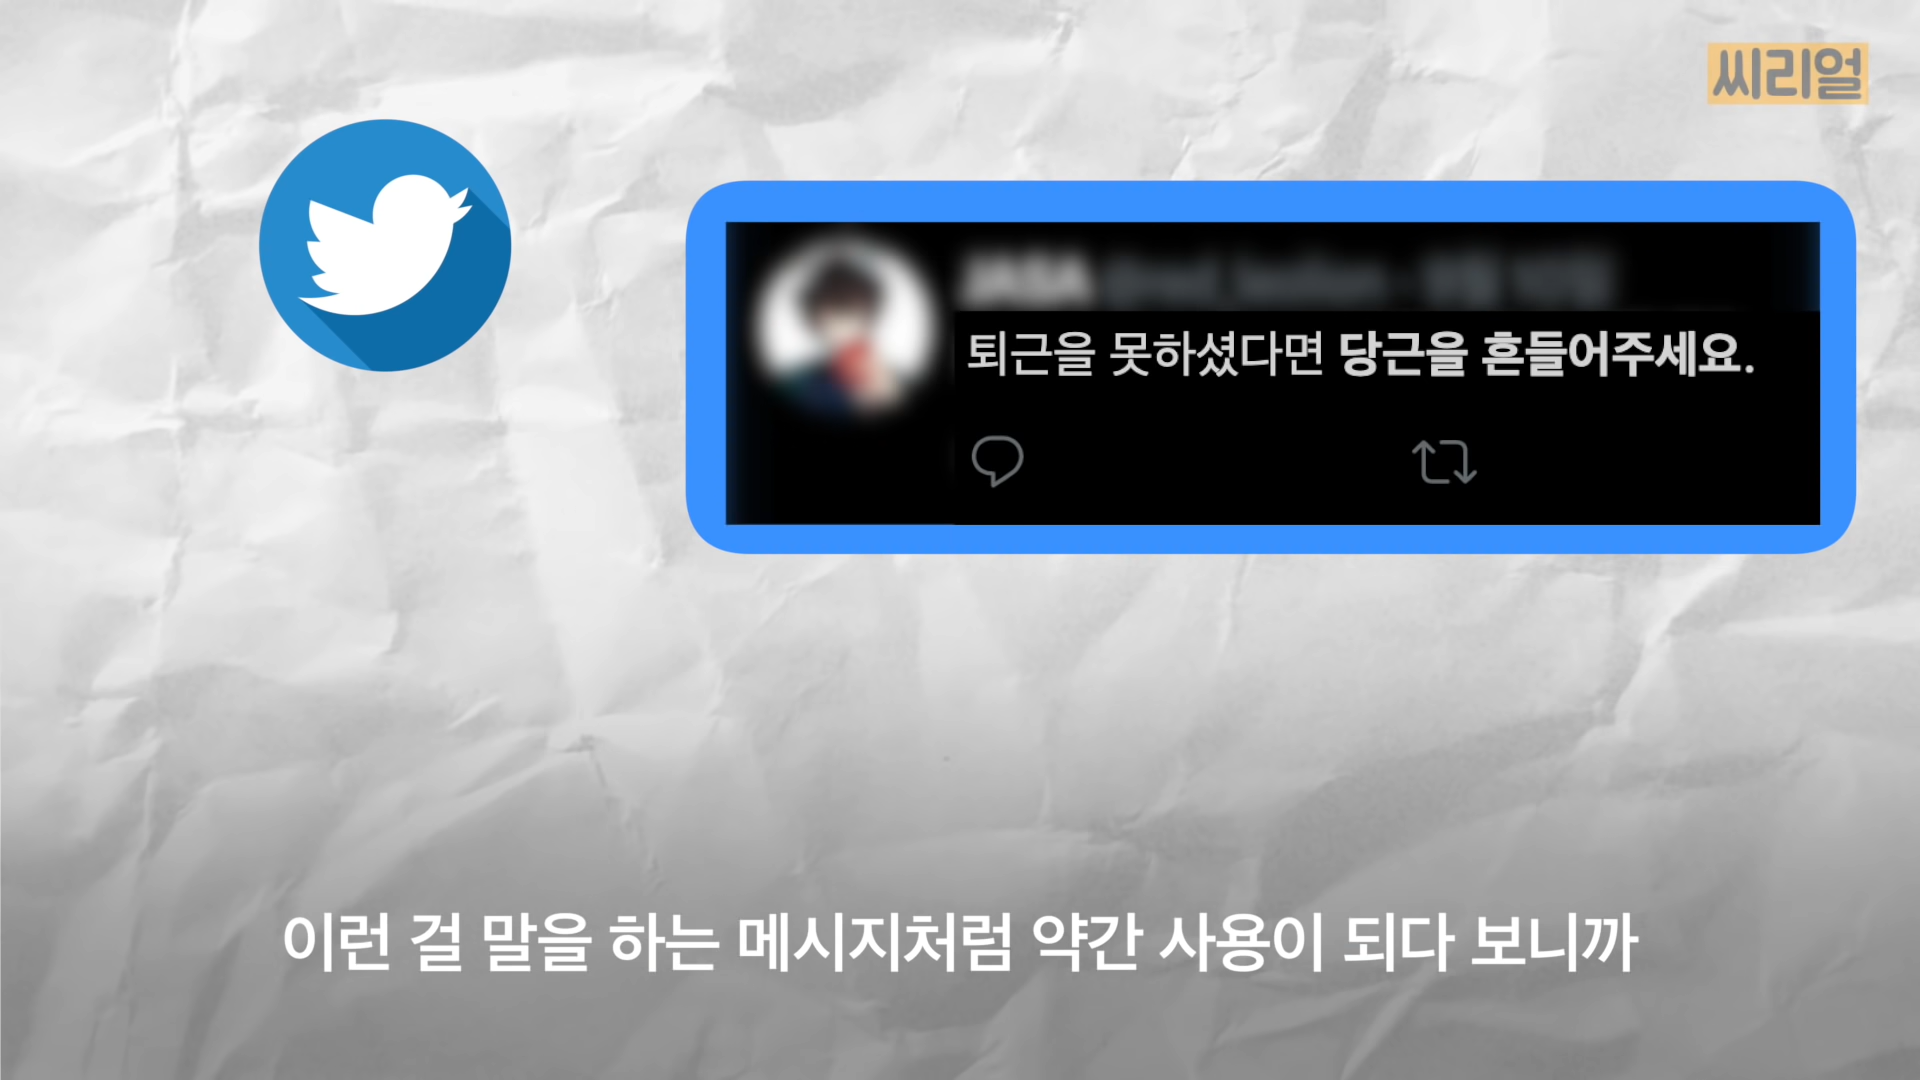 씨리얼
퇴근을 못하셨다면 당근을 흔들어주세요.
이런 걸 말을 하는 메시지처럼 약간 사용이 되다 보니까